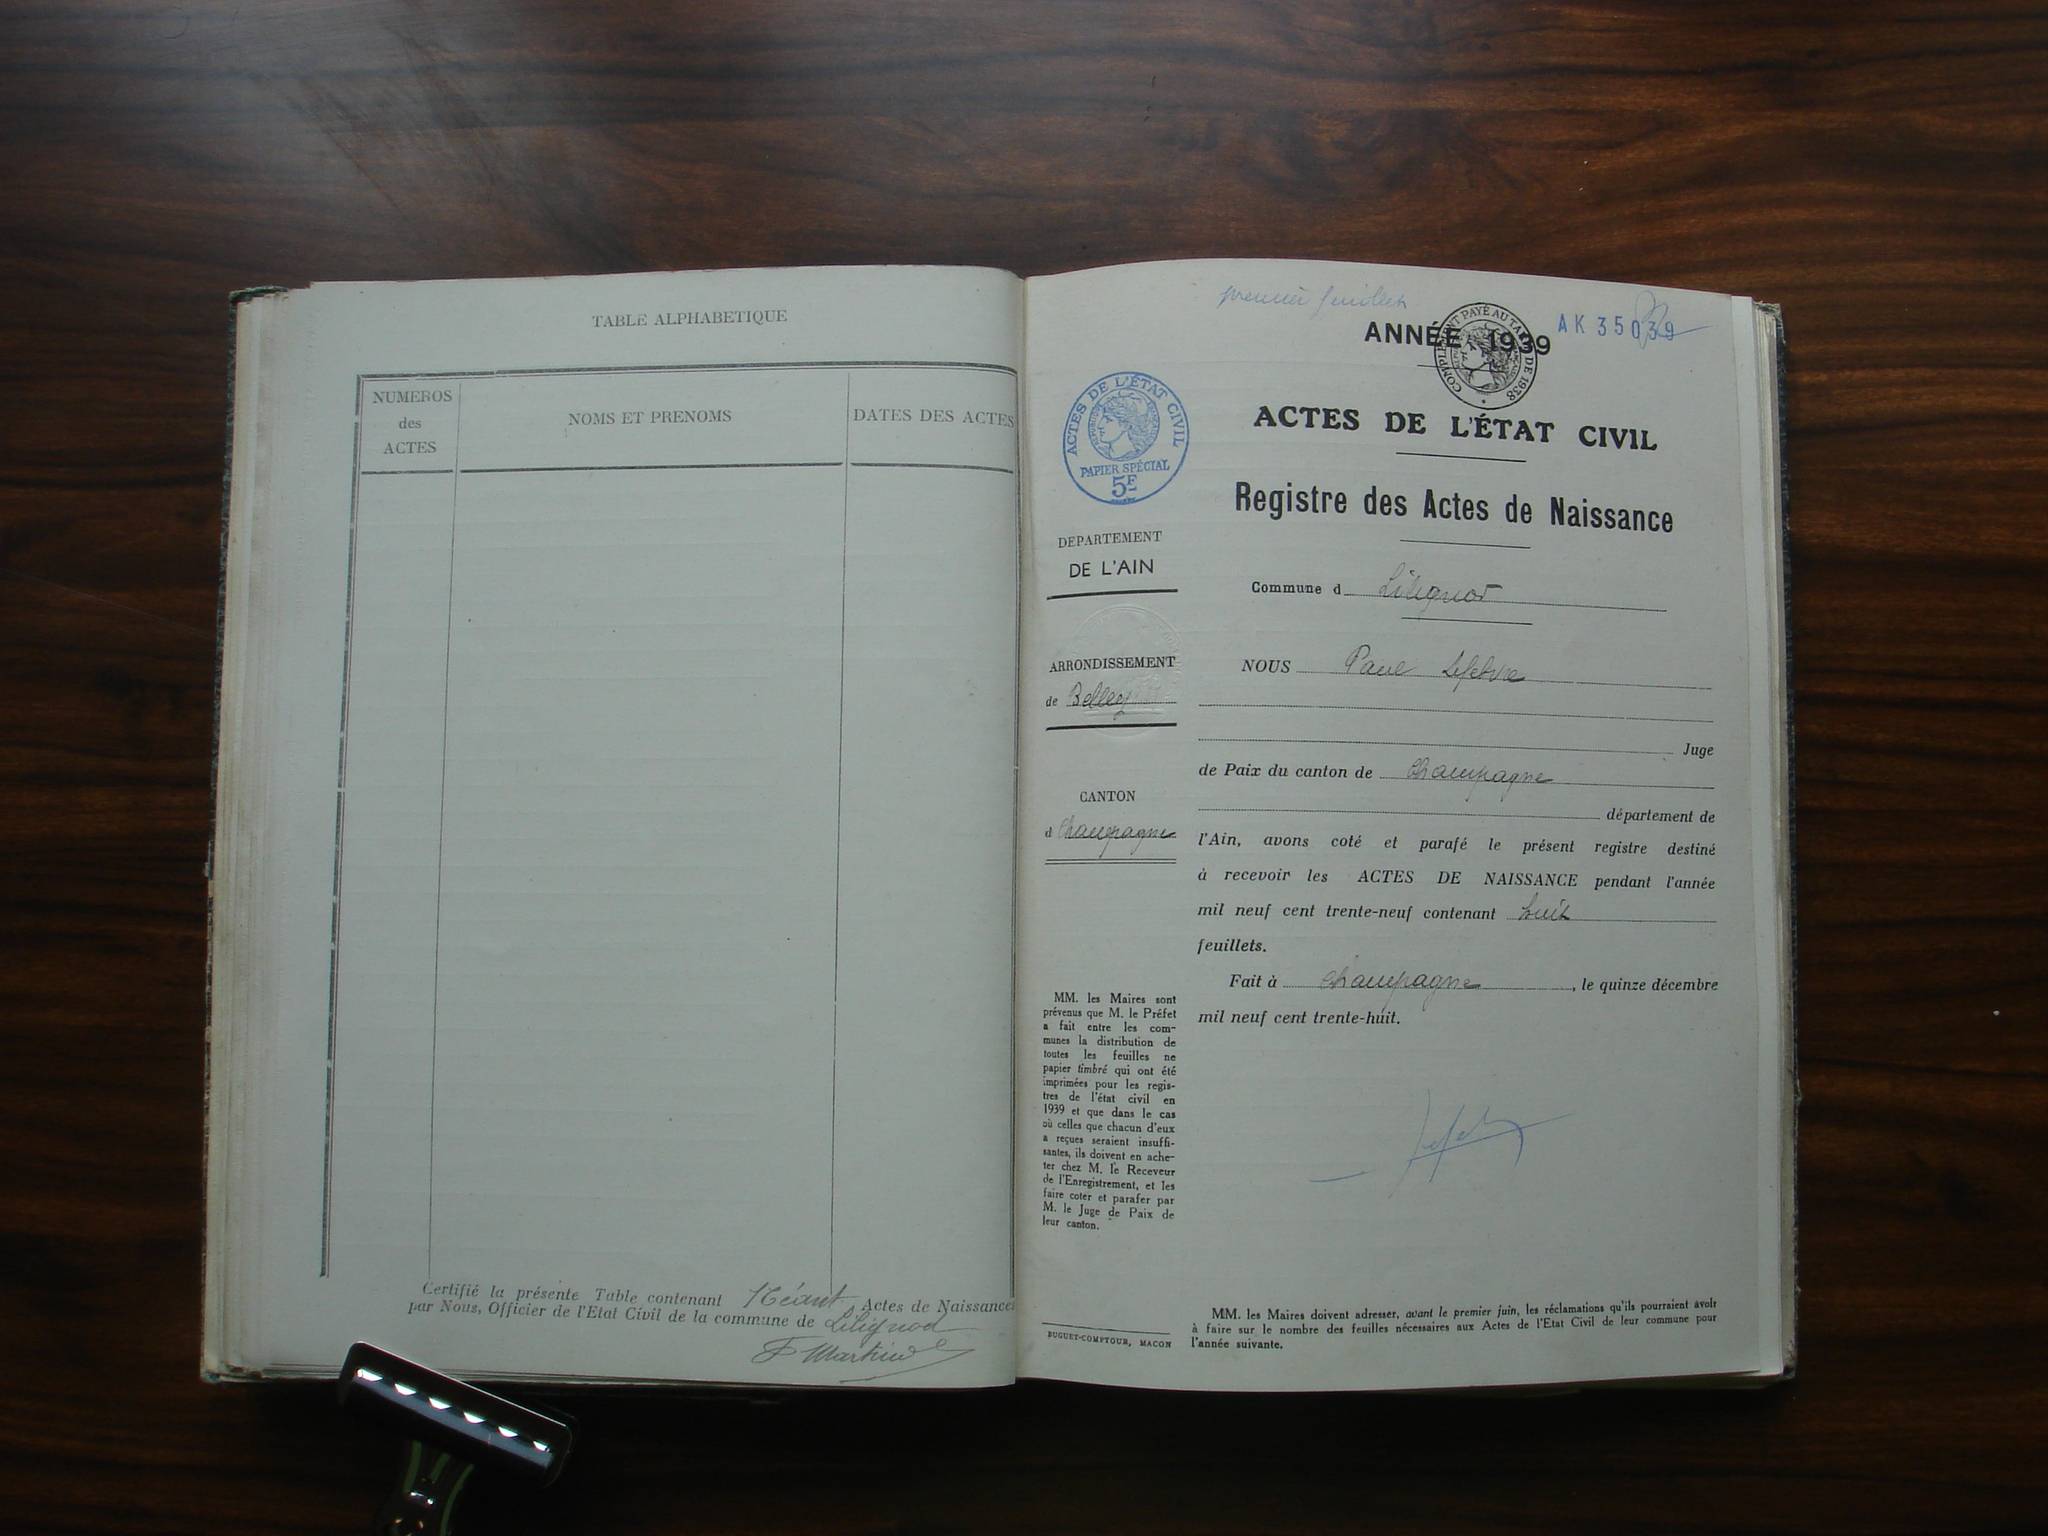 TABLE ALPHABETIQUE
NUMEROS
des
ACTES
NOMS ET PRENOMS
DATES DES ACTES
Certifié la présente Table contenant Néant Actes de Naissances
par Nous, Officier de l'Etat Civil de la commune de Lilignod
F Martin
premier feuillet
ANNÉE 1939
COMPLEMENT PAYÉ AU TARIF DE 1938
AK 35039
ACTES DE L'ÉTAT CIVIL
RÉPUBLIQUE FRANÇAISE
PAPIER SPÉCIAL
5F
ACTES DE L'ÉTAT CIVIL
Registre des Actes de Naissance
DEPARTEMENT
DE L'AIN
ARRONDISSEMENT
de Belley
CANTON
d Champagne
MM. les Maires sont
prévenus que M. le Préfet
a fait entre les com-
munes la distribution de
toutes les feuilles ne
papier timbré qui ont été
imprimées pour les regis-
tres de l'état civil en
1939 et que dans le cas
où celles que chacun d'eux
a reçues seraient insuffi-
santes, ils doivent en ache-
ter chez M. le Receveur
de l'Enregistrement, et les
faire coter et parafer par
M. le Juge de Paix de
leur canton.
BUGUET-COMPTOUR, MACON
Commune d Lilignod
NOUS Paul Lefebvre
Juge
de Paix du canton de Champagne
département de
l'Ain, avons coté et parafé le présent registre destiné
à recevoir les ACTES DE NAISSANCE pendant l'année
mil neuf cent trente-neuf contenant huit
feuillets.
Fait à Champagne, le quinze décembre
mil neuf cent trente-huit.
MM. les Maires doivent adresser, avant le premier juin, les réclamations qu'ils pourraient avoir
à faire sur le nombre des feuilles nécessaires aux Actes de l'Etat Civil de leur commune pour
l'année suivante.